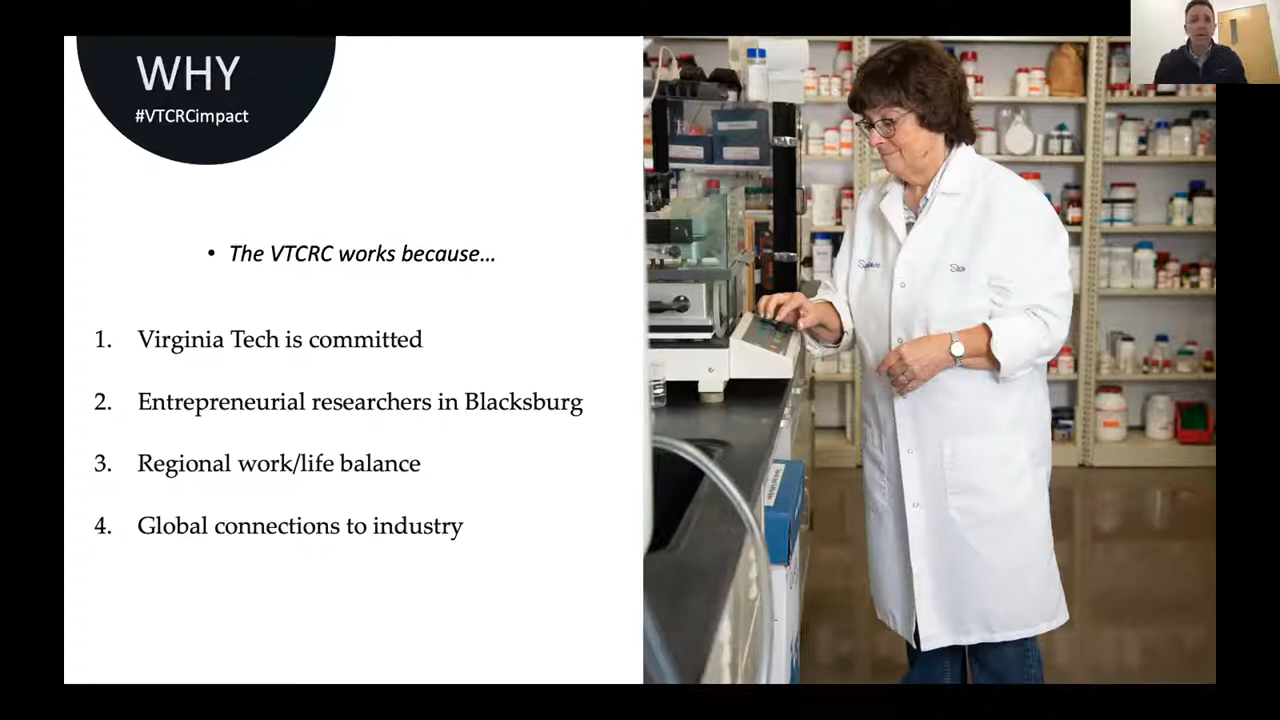 WHY
#VTCRCimpact
• The VTCRC works because...
1. Virginia Tech is committed
2. Entrepreneurial researchers in Blacksburg
3. Regional work/life balance
4. Global connections to industry